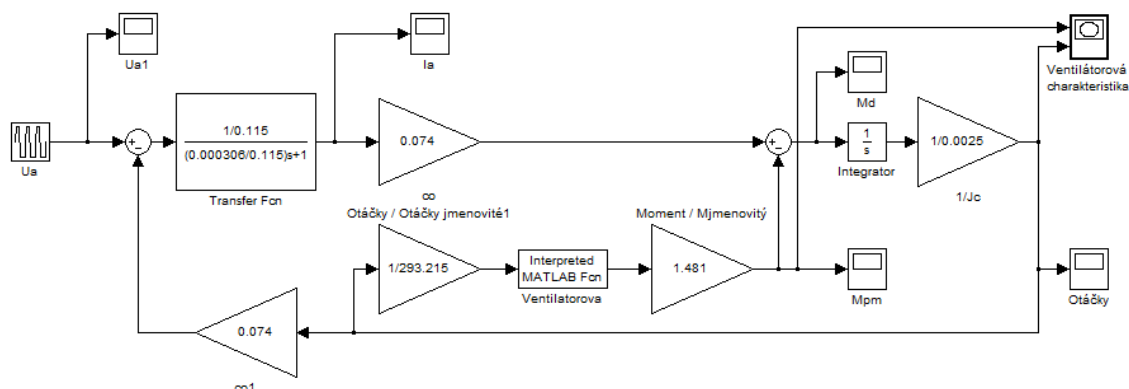 Ua1
Ia
Ventilátorová
charakteristika
Md
Ua
+
−
1/0.115
(0.000306/0.115)s+1
Transfer Fcn
0.074
∞
+
−
1
s
Integrator
1/0.0025
1/Jc
Otáčky / Otáčky jmenovité1
1/293.215
Interpreted
MATLAB Fcn
Ventilatorova
Moment / Mjmenovitý
1.481
Mpm
Otáčky
0.074
∞1